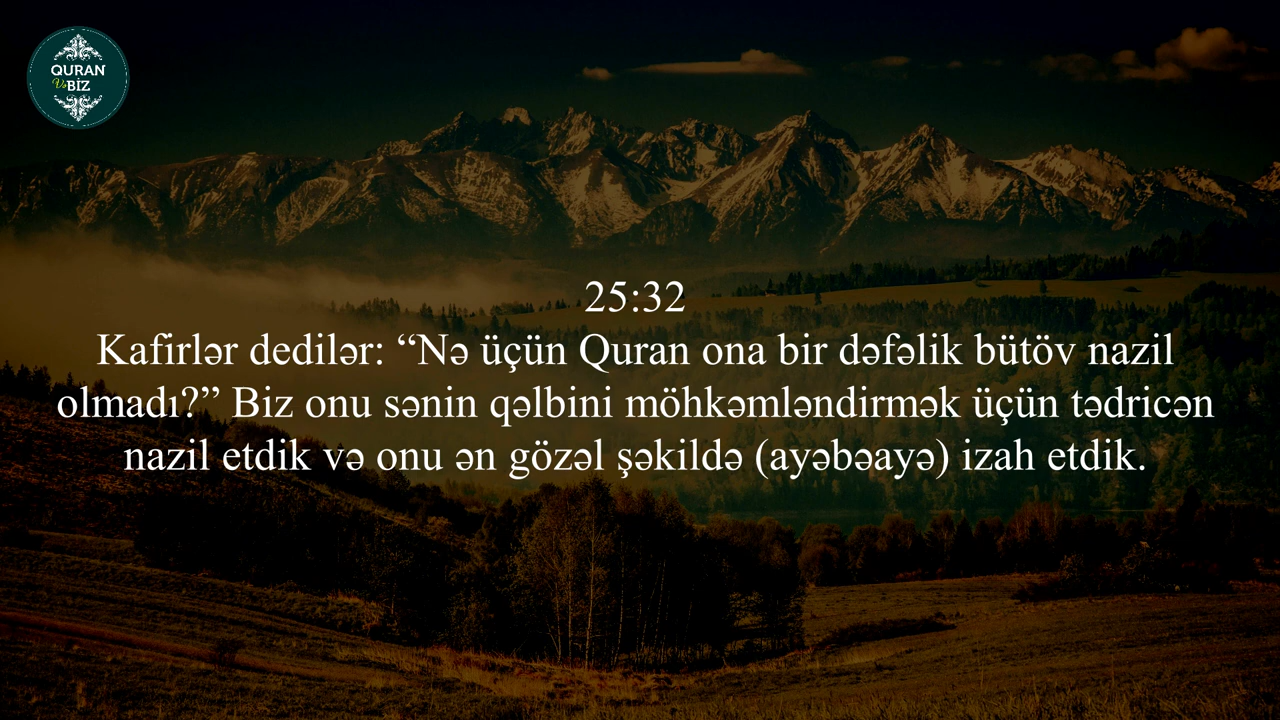 QURAN
Və BİZ
25:32
Kafirlər dedilər: “Nə üçün Quran ona bir dəfəlik bütöv nazil
olmadı?” Biz onu sənin qəlbini möhkəmləndirmək üçün tədricən
nazil etdik və onu ən gözəl şəkildə (ayəbəayə) izah etdik.